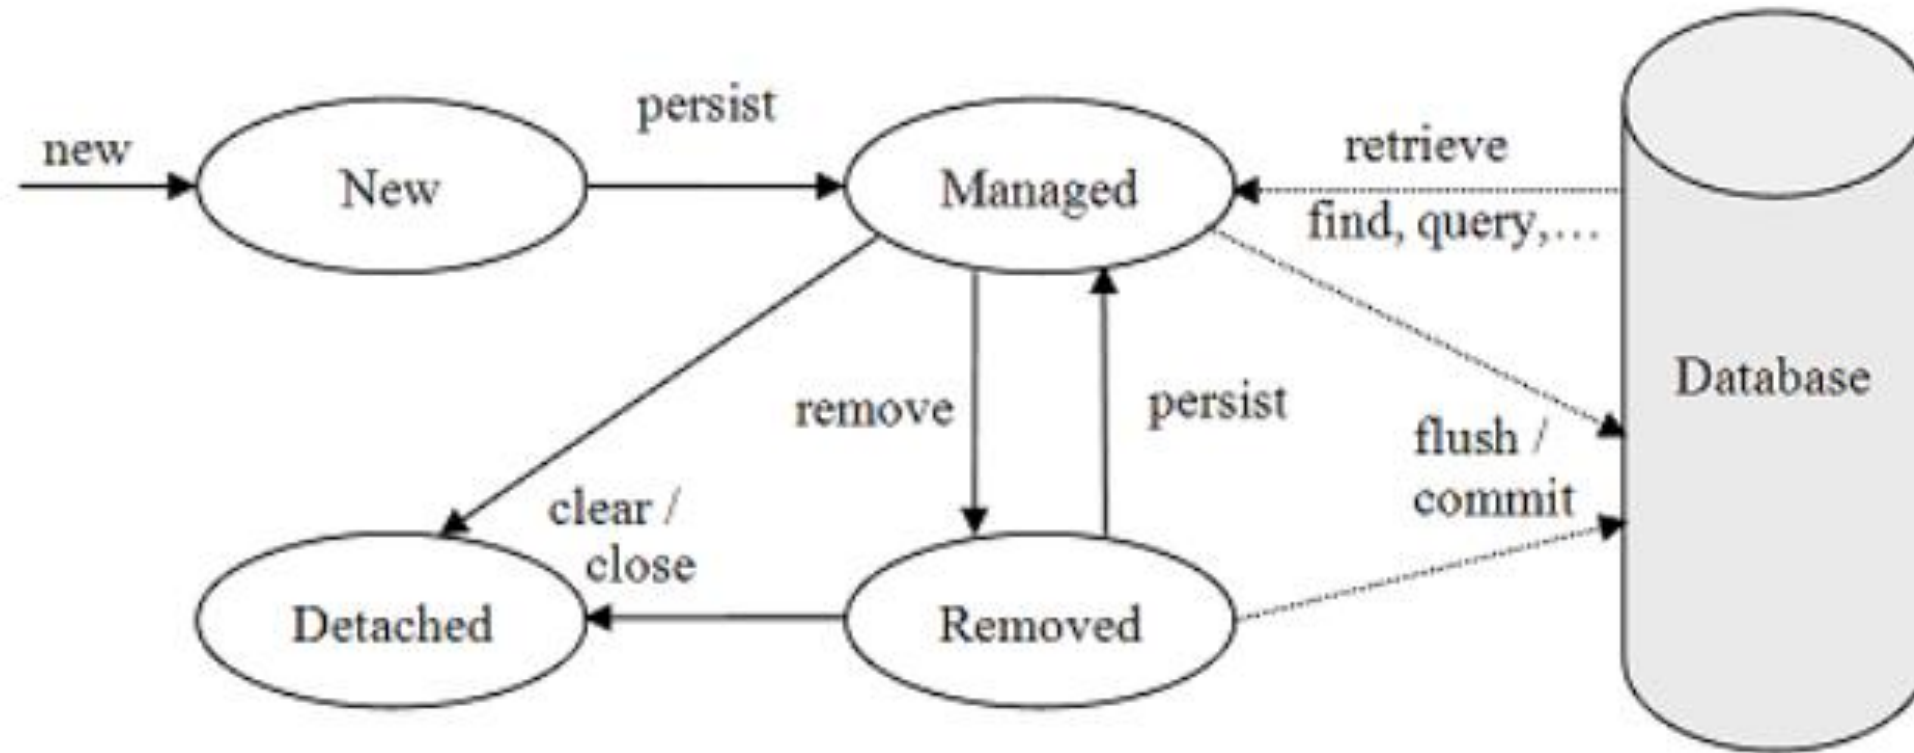 new
New
persist
Managed
retrieve
find, query,...
Database
remove
persist
flush /
commit
clear /
close
Detached
Removed